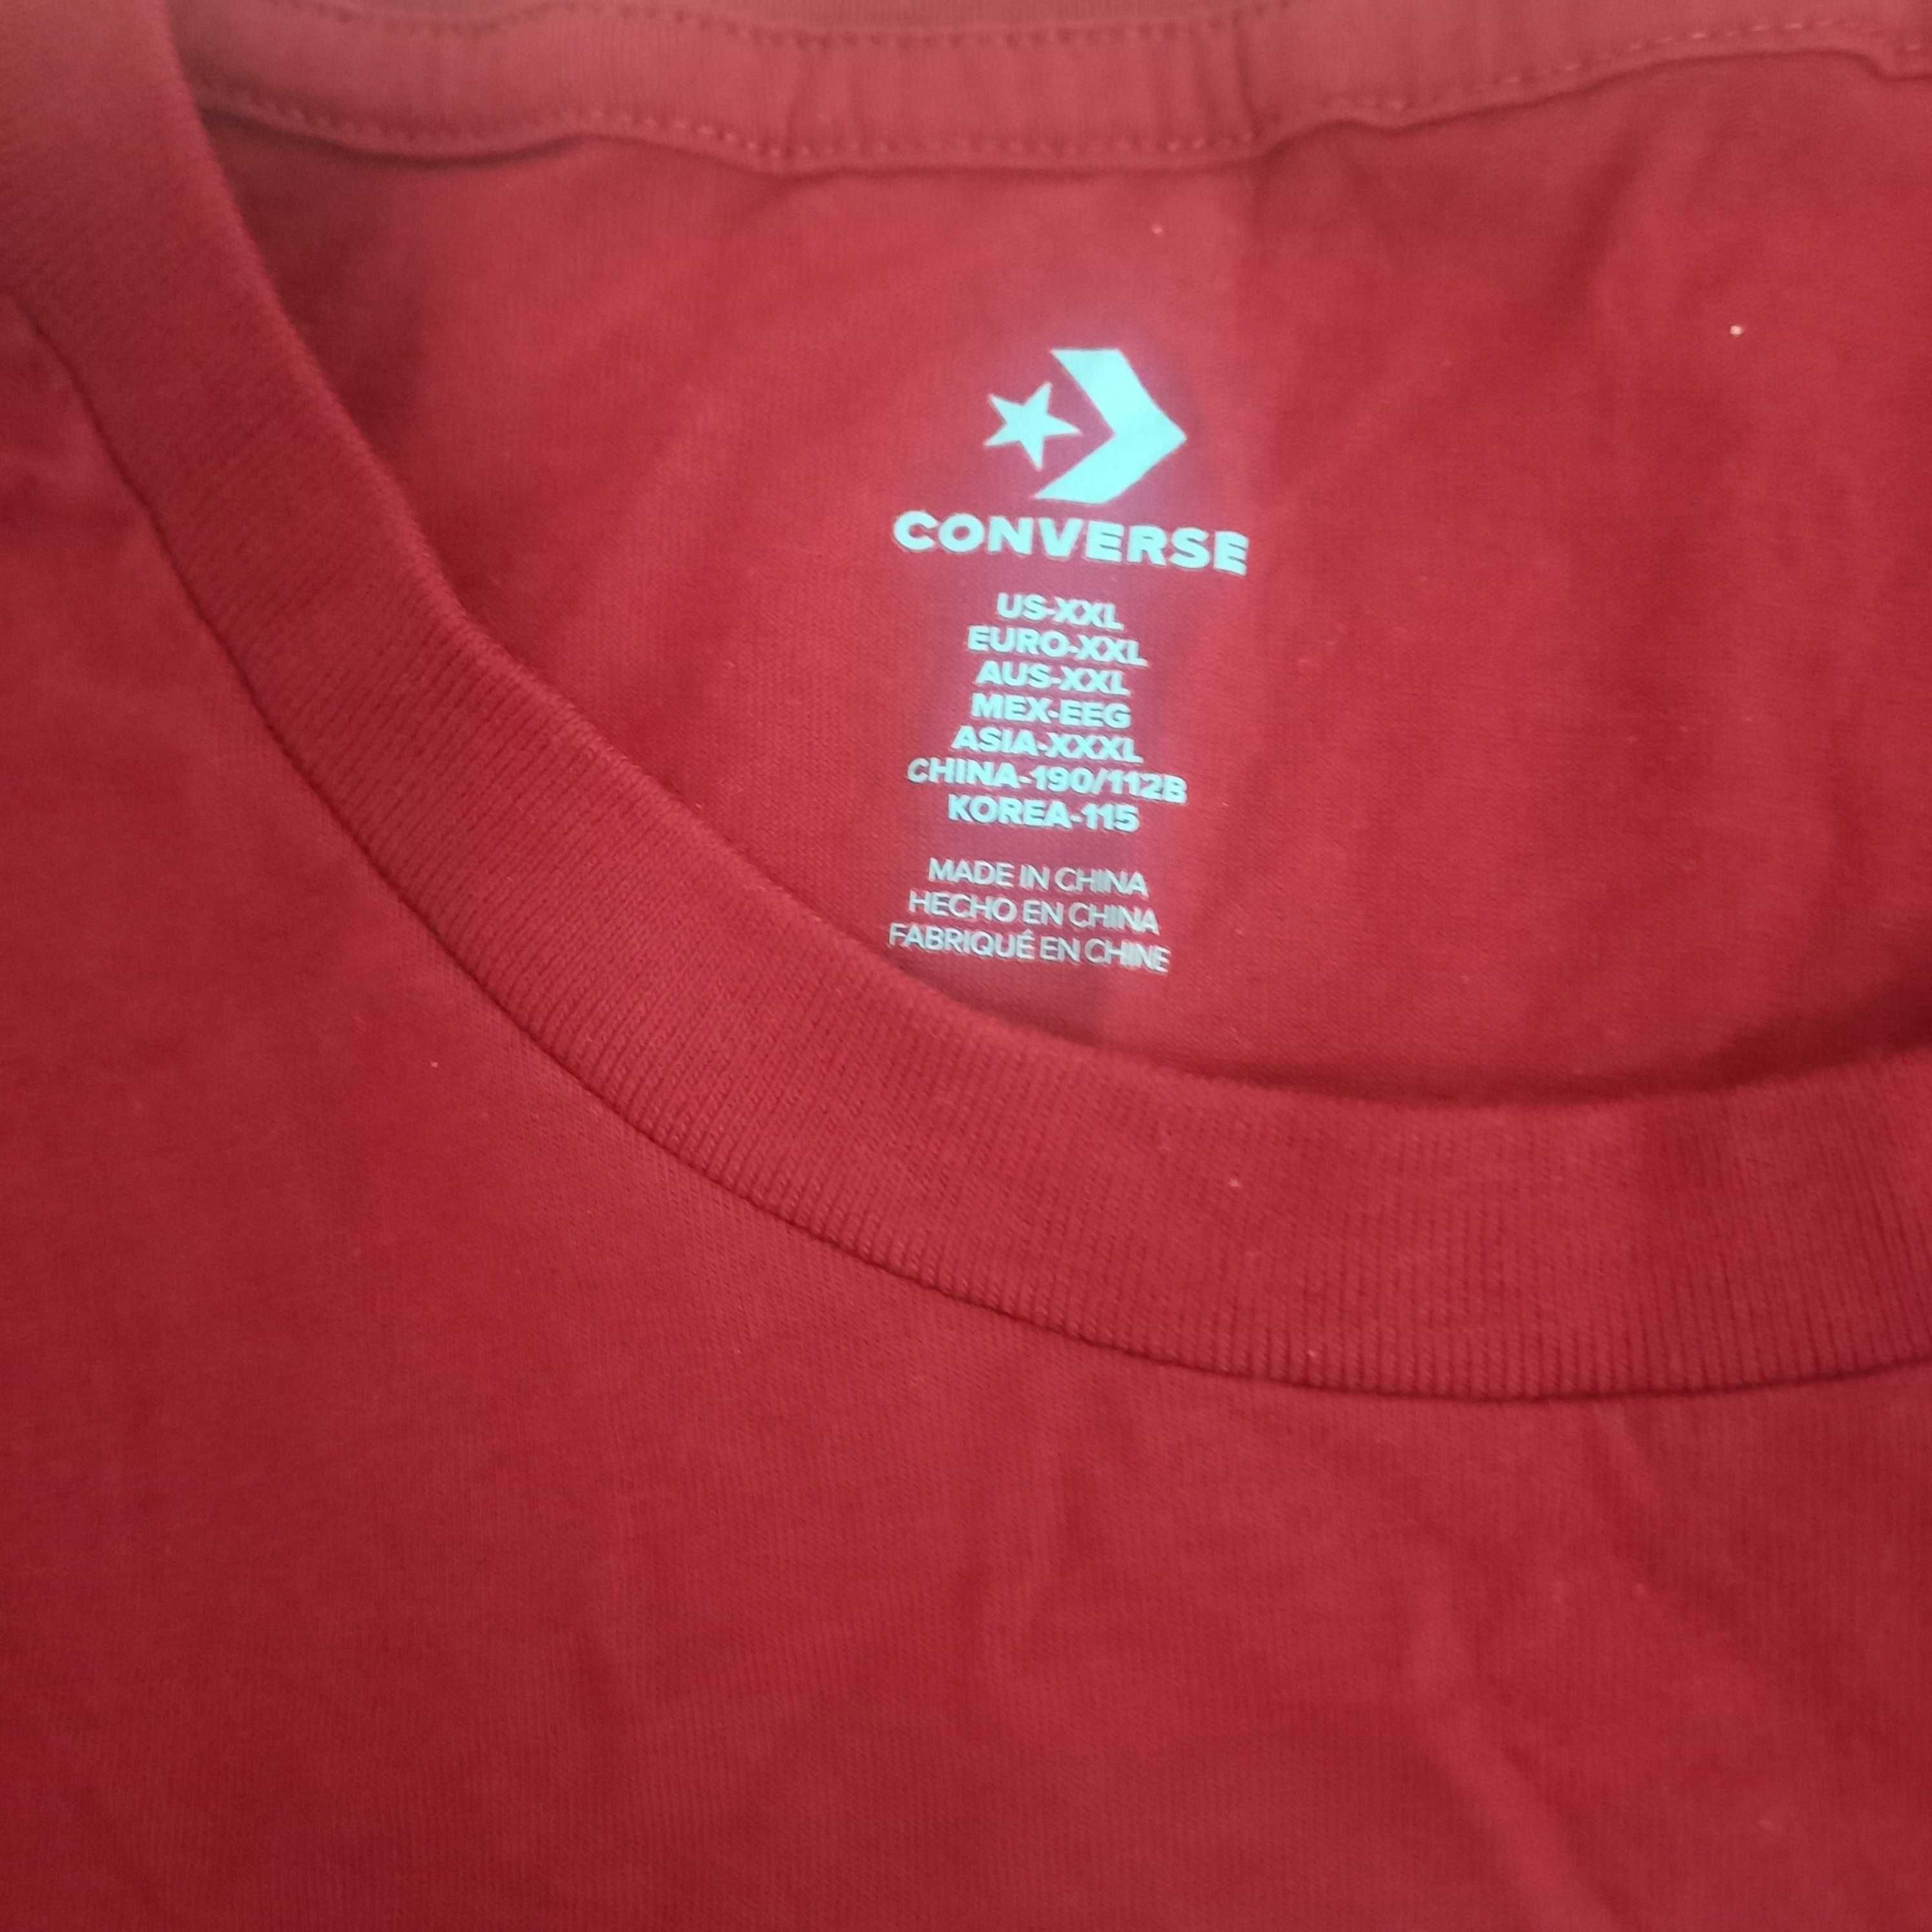 CONVERSE
US-XXL
EURO-XXL
AUS-XXL
MEX-EEG
ASIA-XXXL
CHINA-190/112B
KOREA-115
MADE IN CHINA
HECHO EN CHINA
FABRIQUÉ EN CHINE